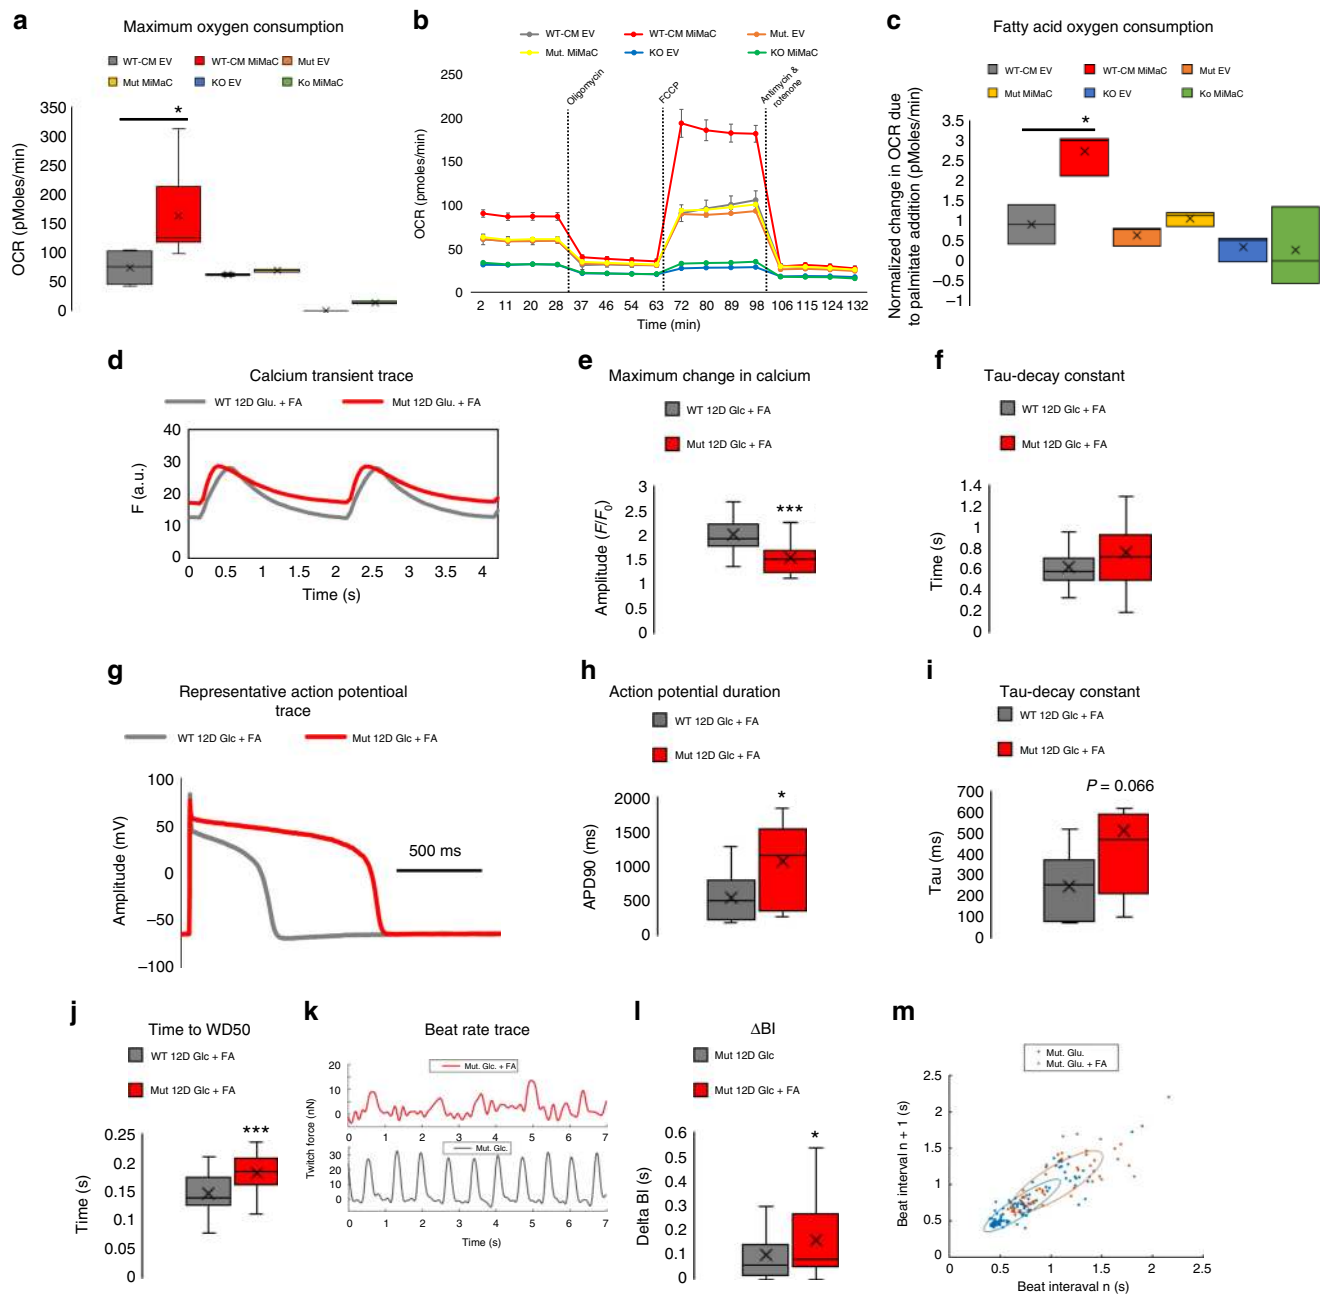 a
Maximum oxygen consumption
WT-CM EV
WT-CM MiMaC
Mut EV
Mut MiMaC
KO EV
Ko MiMaC
OCR (pMoles/min)
350
300
250
200
150
100
50
0
*
b
WT-CM EV
WT-CM MiMaC
Mut. EV
Mut. MiMaC
KO EV
KO MiMaC
Oligomycin
FCCP
Antimycin &
rotenone
OCR (pmoles/min)
250
200
150
100
50
0
2 11 20 28 37 46 54 63 72 80 89 98 106 115 124 132
Time (min)
c
Fatty acid oxygen consumption
WT-CM EV
WT-CM MiMaC
Mut EV
Mut MiMaC
KO EV
Ko MiMaC
Normalized change in OCR due
to palmitate addition (pMoles/min)
3.5
3
2.5
2
1.5
1
0.5
0
−0.5
−1
*
d
Calcium transient trace
WT 12D Glu. + FA
Mut 12D Glu. + FA
F (a.u.)
40
30
20
10
0
0 0.5 1 1.5 2 2.5 3 3.5 4
Time (s)
e
Maximum change in calcium
WT 12D Glc + FA
Mut 12D Glc + FA
Amplitude (F/F0)
3
2.5
2
1.5
1
0.5
0
***
f
Tau-decay constant
WT 12D Glc + FA
Mut 12D Glc + FA
Time (s)
1.4
1.2
1
0.8
0.6
0.4
0.2
0
g
Representative action potentioal
trace
WT 12D Glc + FA
Mut 12D Glc + FA
Amplitude (mV)
100
50
0
−50
−100
500 ms
h
Action potential duration
WT 12D Glc + FA
Mut 12D Glc + FA
APD90 (ms)
2000
1500
1000
500
0
*
i
Tau-decay constant
WT 12D Glc + FA
Mut 12D Glc + FA
P = 0.066
Tau (ms)
700
600
500
400
300
200
100
0
j
Time to WD50
WT 12D Glc + FA
Mut 12D Glc + FA
Time (s)
0.25
0.2
0.15
0.1
0.05
0
***
k
Beat rate trace
Mut. Glc. + FA
20
10
0
0 1 2 3 4 5 6 7
Twitch force (nN)
Mut. Glc.
30
20
10
0
0 1 2 3 4 5 6 7
Time (s)
l
ΔBI
Mut 12D Glc
Mut 12D Glc + FA
Delta BI (s)
0.6
0.5
0.4
0.3
0.2
0.1
0
*
m
Mut. Glu.
Mut. Glu. + FA
Beat interval n + 1 (s)
2.5
2
1.5
1
0.5
0
0 0.5 1 1.5 2 2.5
Beat interaval n (s)